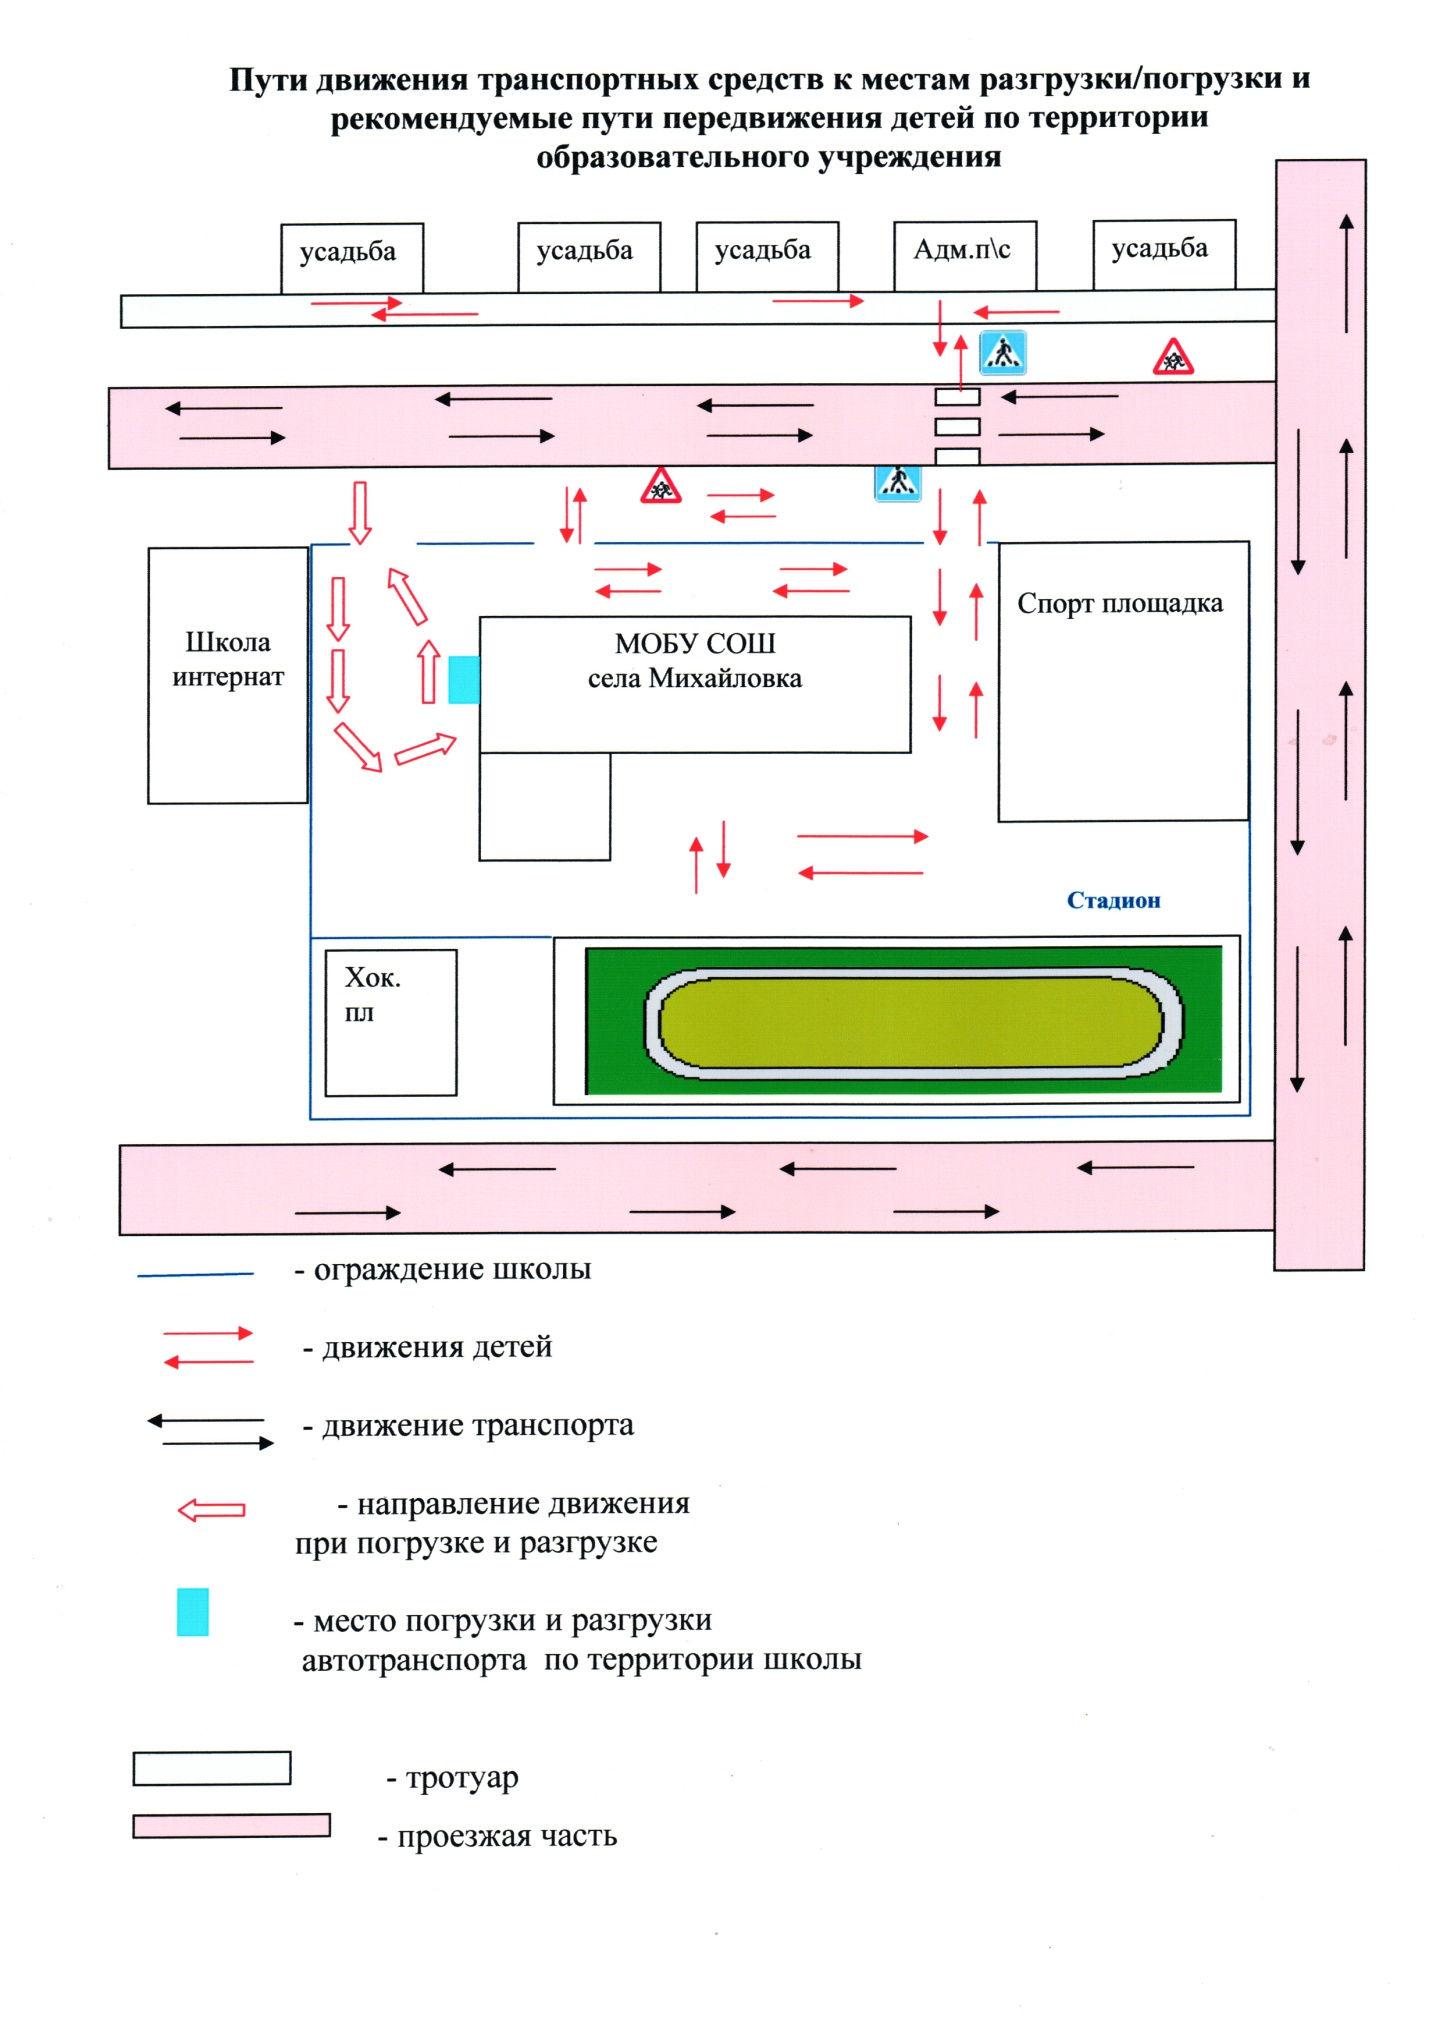 Пути движения транспортных средств к местам разгрузки/погрузки и
рекомендуемые пути передвижения детей по территории
образовательного учреждения
усадьба
усадьба
усадьба
Адм.п\с
усадьба
Школа
интернат
МОБУ СОШ
села Михайловка
Спорт площадка
Стадион
Хок.
пл
- ограждение школы
- движения детей
- движение транспорта
- направление движения
при погрузке и разгрузке
- место погрузки и разгрузки
автотранспорта по территории школы
- тротуар
- проезжая часть